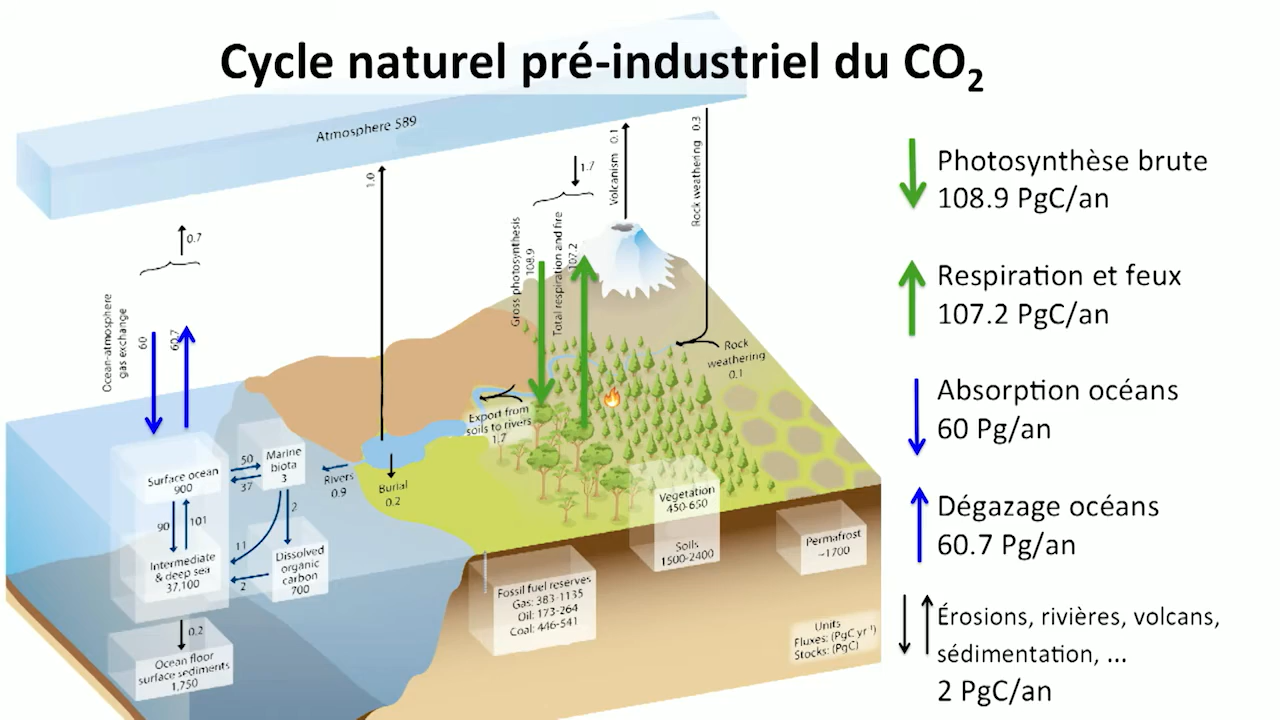 Cycle naturel pré-industriel du CO₂
Atmosphere 589
1.0
1.7
Volcanism 0.1
Rock weathering 0.3
0.7
Ocean-atmosphere
gas exchange
60
60.7
Gross photosynthesis
108.9
Total respiration and fire
107.2
Rock
weathering
0.1
Export from
soils to rivers
1.7
Surface ocean
900
50
37
Marine
biota
3
Rivers
0.9
Burial
0.2
90
101
2
11
Intermediate
& deep sea
37,100
2
Dissolved
organic
carbon
700
0.2
Ocean floor
surface sediments
1,750
Vegetation
450-650
Soils
1500-2400
Permafrost
~1700
Fossil fuel reserves
Gas: 383-1135
Oil: 173-264
Coal: 446-541
Units
Fluxes: (PgC yr⁻¹)
Stocks: (PgC)
Photosynthèse brute
108.9 PgC/an
Respiration et feux
107.2 PgC/an
Absorption océans
60 Pg/an
Dégazage océans
60.7 Pg/an
Érosions, rivières, volcans,
sédimentation, ...
2 PgC/an